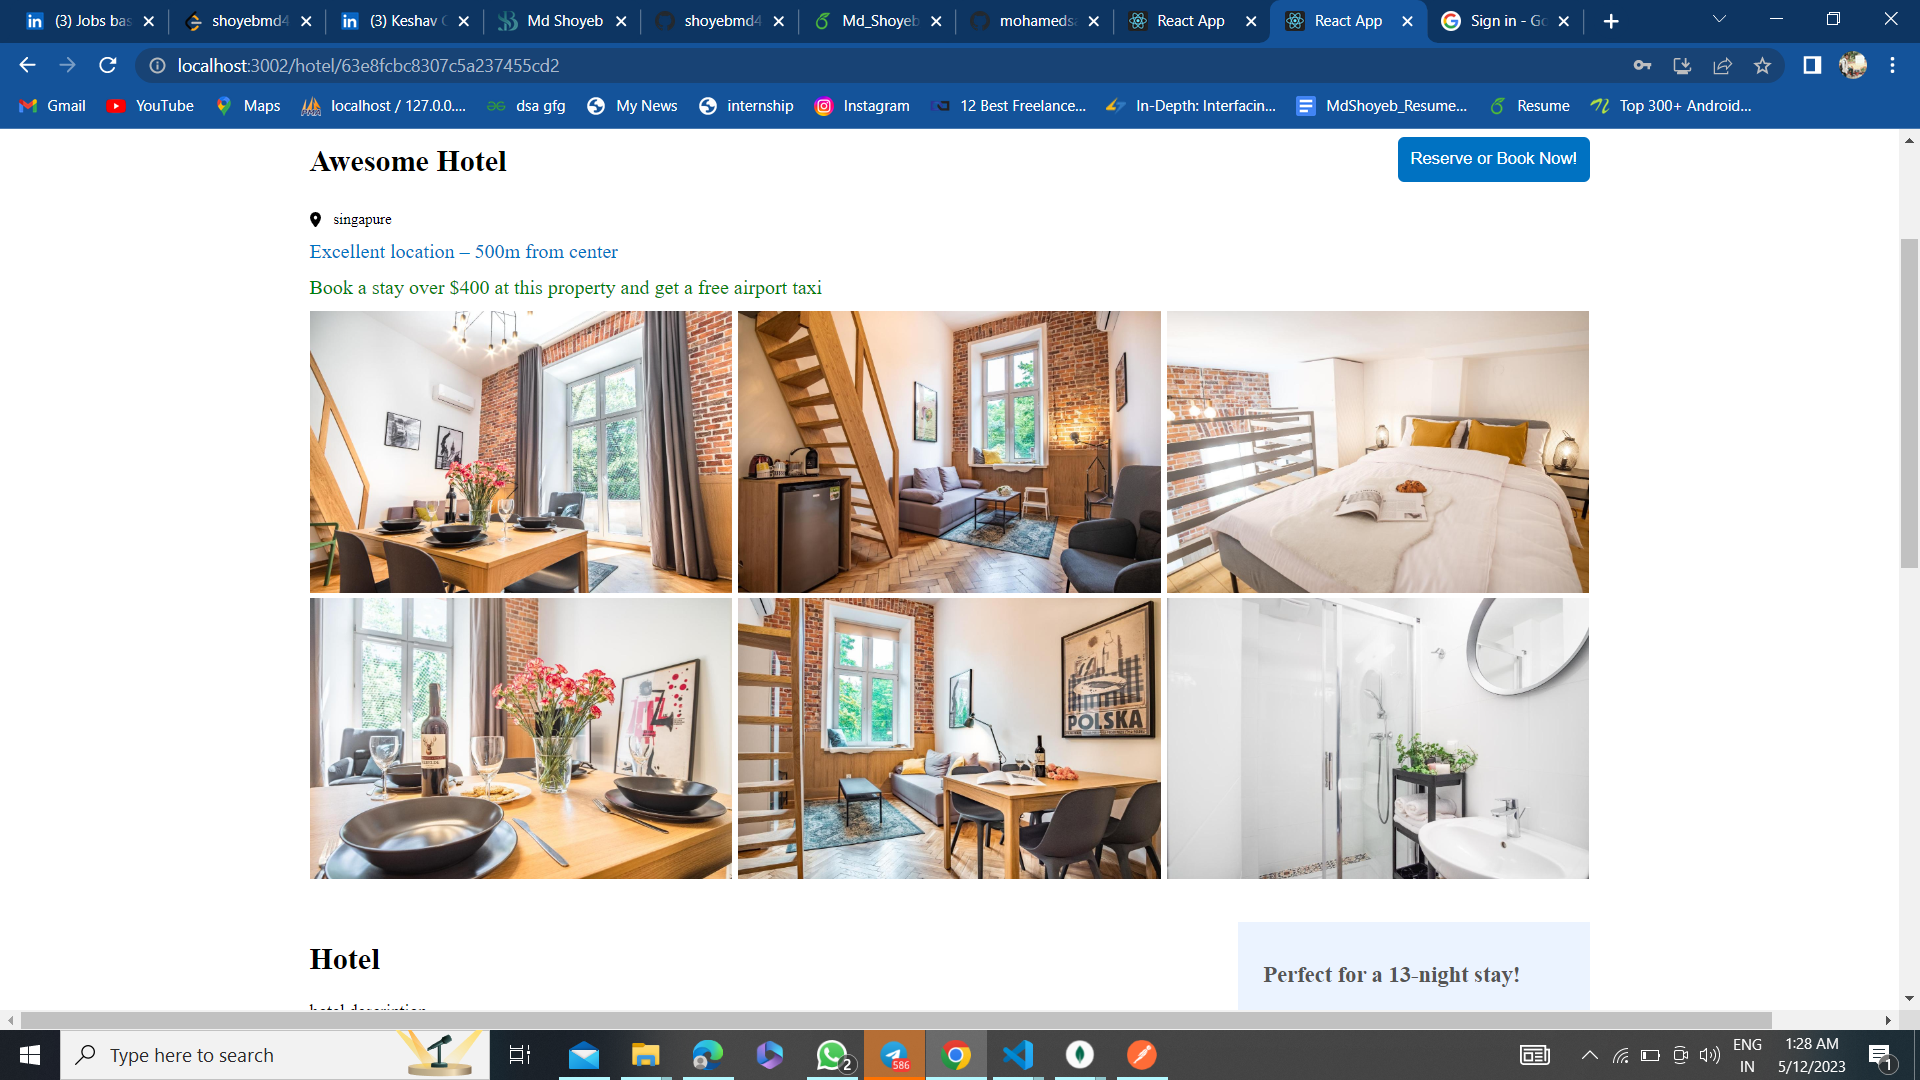 (3) Jobs bas
shoyebmd4
(3) Keshav
Md Shoyeb
shoyebmd4
Md_Shoyeb
mohamedsa
React App
React App
Sign in - Go
localhost:3002/hotel/63e8fcbc8307c5a237455cd2
Gmail
YouTube
Maps
localhost / 127.0.0....
dsa gfg
My News
internship
Instagram
12 Best Freelance...
In-Depth: Interfacin...
MdShoyeb_Resume...
Resume
Top 300+ Android...
Awesome Hotel
Reserve or Book Now!
singapure
Excellent location – 500m from center
Book a stay over $400 at this property and get a free airport taxi
POLSKA
Hotel
Perfect for a 13-night stay!
hotel description
Type here to search
2
586
ENG
IN
1:28 AM
5/12/2023
1